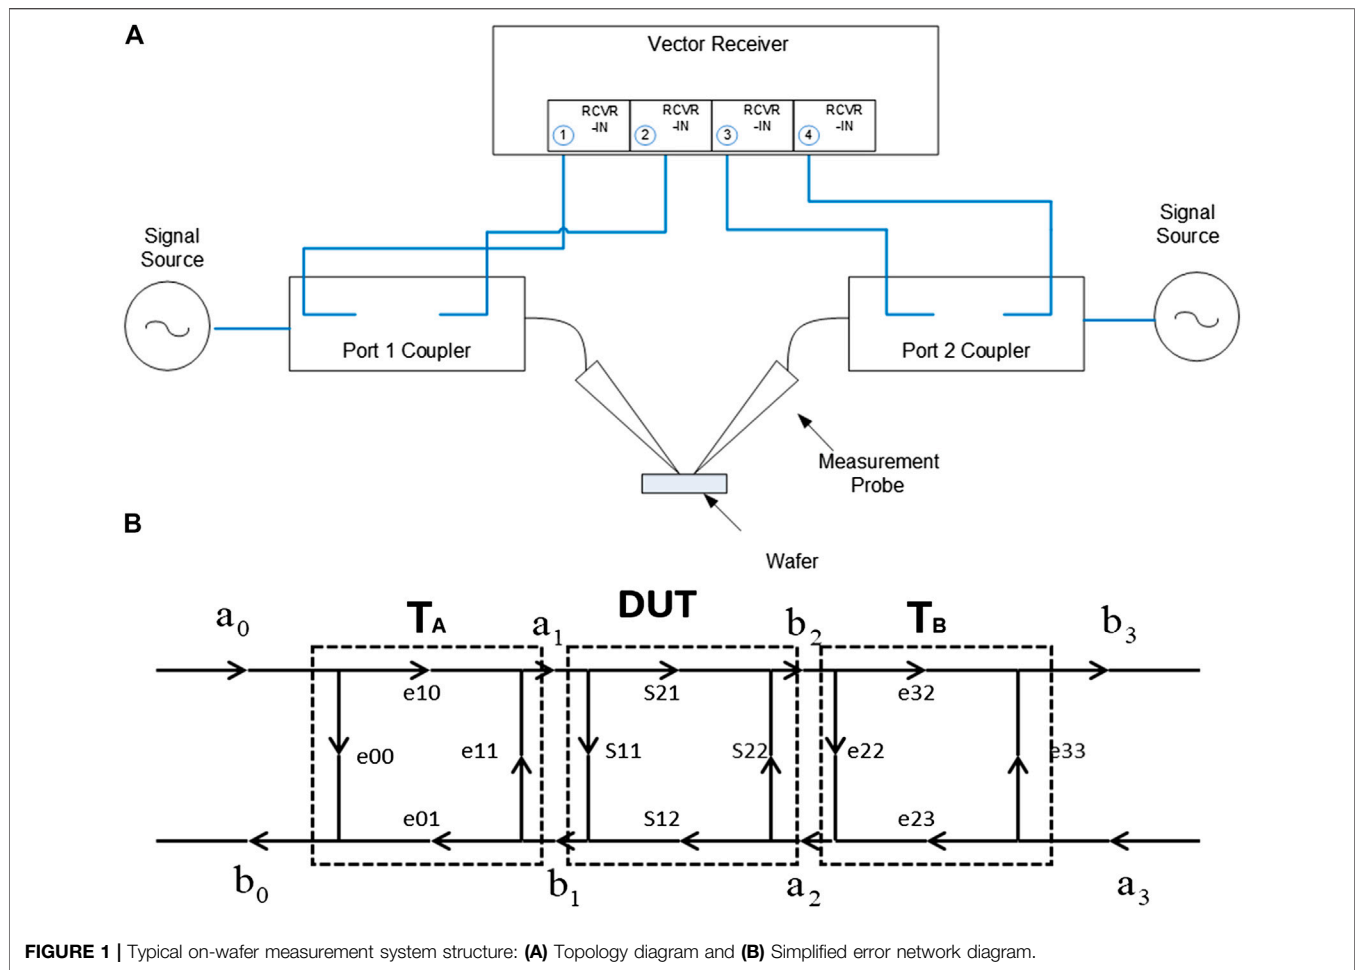 A
Vector Receiver
RCVR
-IN
1
RCVR
-IN
2
RCVR
-IN
3
RCVR
-IN
4
Signal
Source
Signal
Source
Port 1 Coupler
Port 2 Coupler
Measurement
Probe
Wafer
B
a0
TA
a1
DUT
b2
TB
b3
e10
S21
e32
e00
e11
S11
S22
e22
e33
e01
S12
e23
b0
b1
a2
a3
FIGURE 1 | Typical on-wafer measurement system structure: (A) Topology diagram and (B) Simplified error network diagram.